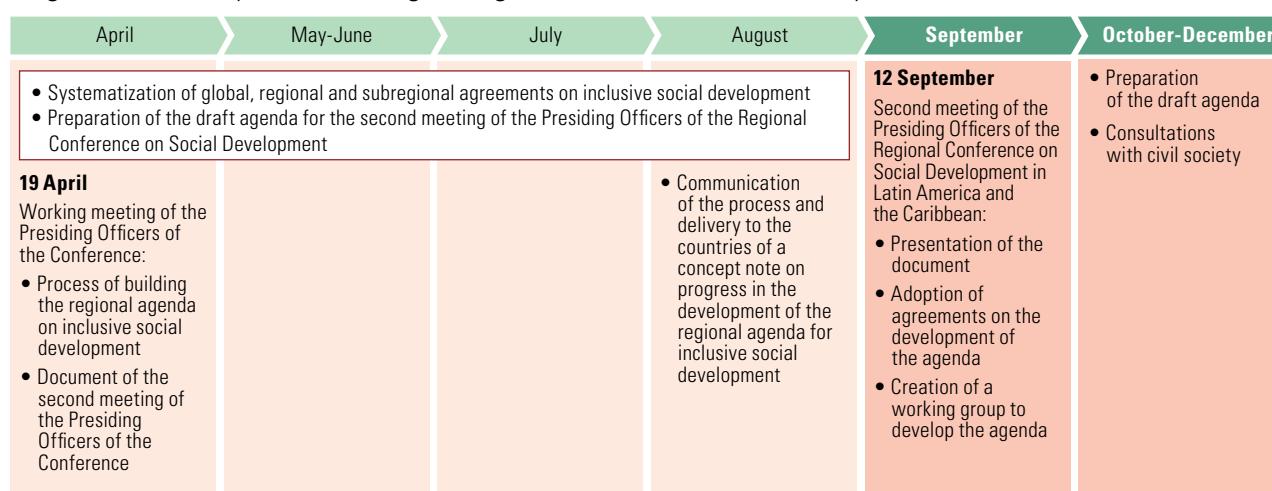 April
May-June
July
August
September
October-December
• Systematization of global, regional and subregional agreements on inclusive social development
• Preparation of the draft agenda for the second meeting of the Presiding Officers of the Regional
Conference on Social Development
19 April
Working meeting of the
Presiding Officers of
the Conference:
• Process of building
the regional agenda
on inclusive social
development
• Document of the
second meeting of
the Presiding
Officers of the
Conference
• Communication
of the process and
delivery to the
countries of a
concept note on
progress in the
development of the
regional agenda for
inclusive social
development
12 September
Second meeting of the
Presiding Officers of the
Regional Conference on
Social Development in
Latin America and
the Caribbean:
• Presentation of the
document
• Adoption of
agreements on the
development of
the agenda
• Creation of a
working group to
develop the agenda
• Preparation
of the draft agenda
• Consultations
with civil society